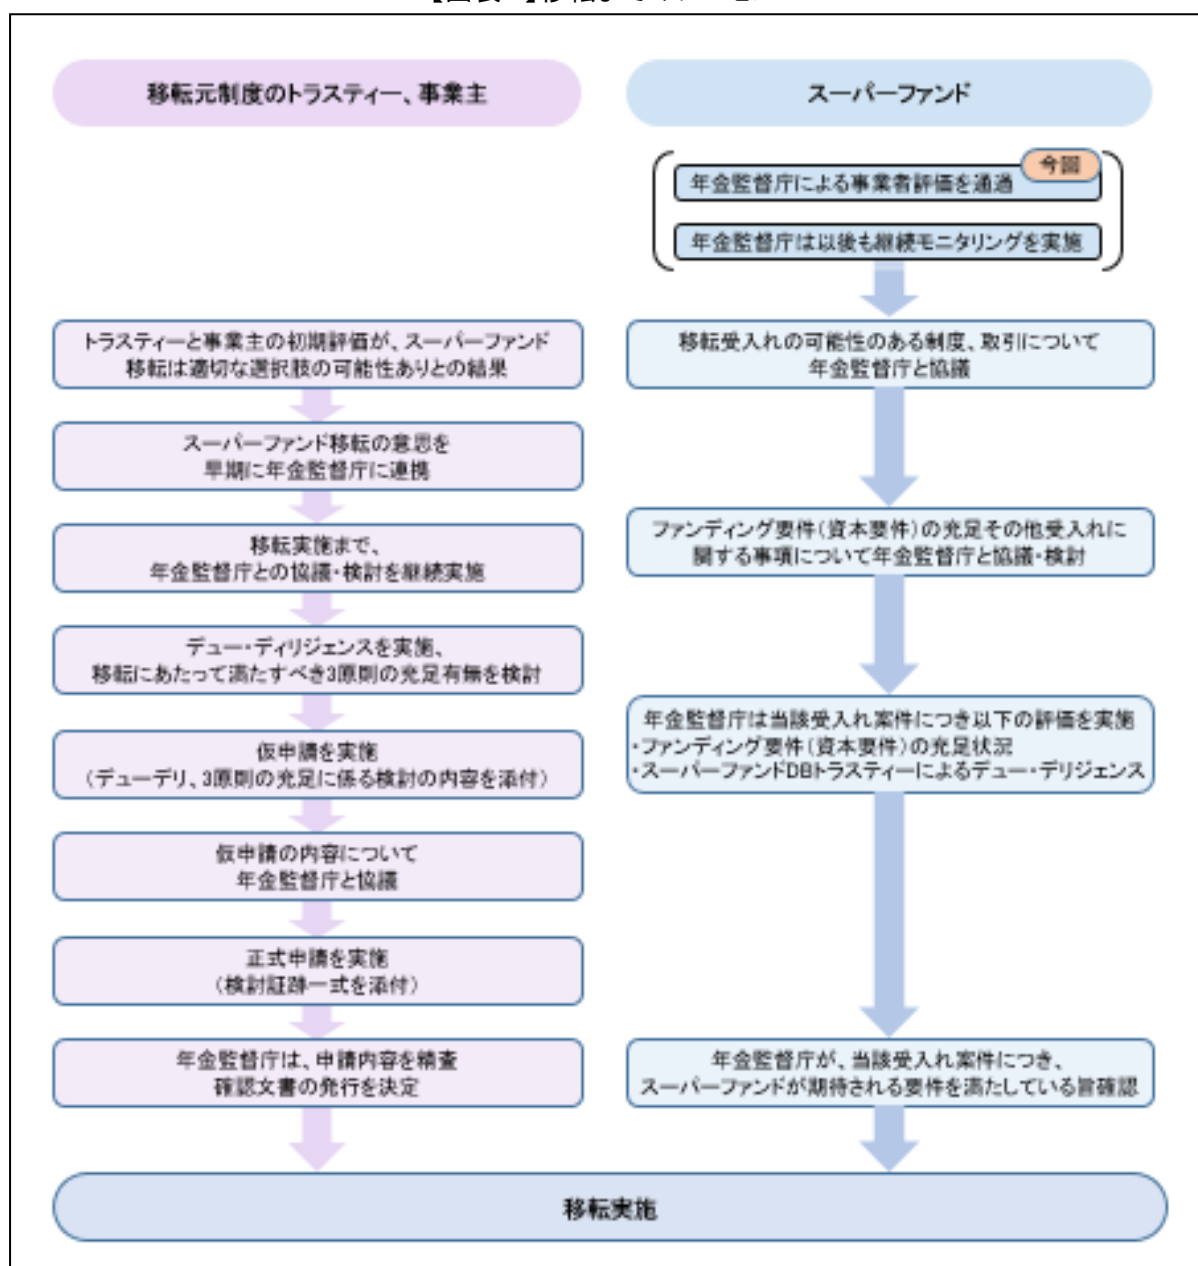 移転元制度のトラスティー、事業主
スーパーファンド
今回
年金監督庁による事業者評価を通過
年金監督庁は以後も継続モニタリングを実施
トラスティーと事業主の初期評価が、スーパーファンド
移転は適切な選択肢の可能性ありとの結果
スーパーファンド移転の意思を
早期に年金監督庁に連携
移転実施まで、
年金監督庁との協議・検討を継続実施
デュー・ディリジェンスを実施、
移転にあたって満たすべき3原則の充足有無を検討
仮申請を実施
(デューデリ、3原則の充足に係る検討の内容を添付)
仮申請の内容について
年金監督庁と協議
正式申請を実施
(検討証跡一式を添付)
年金監督庁は、申請内容を精査
確認文書の発行を決定
移転受入れの可能性のある制度、取引について
年金監督庁と協議
ファンディング要件(資本要件)の充足その他受入れに
関する事項について年金監督庁と協議・検討
年金監督庁は当該受入れ案件につき以下の評価を実施
・ファンディング要件(資本要件)の充足状況
・スーパーファンドDBトラスティーによるデュー・デリジェンス
年金監督庁が、当該受入れ案件につき、
スーパーファンドが期待される要件を満たしている旨確認
移転実施